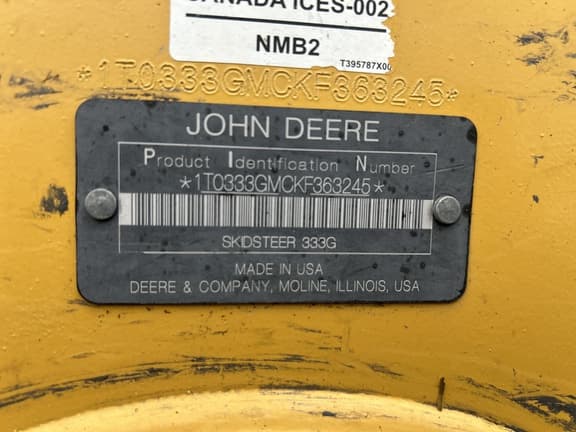 CANADA ICES-002
NMB2
T395787X00
*1T0333GMCKF363245*
JOHN DEERE
Product Identification Number
*1T0333GMCKF363245*
SKIDSTEER 333G
MADE IN USA
DEERE & COMPANY, MOLINE, ILLINOIS, USA